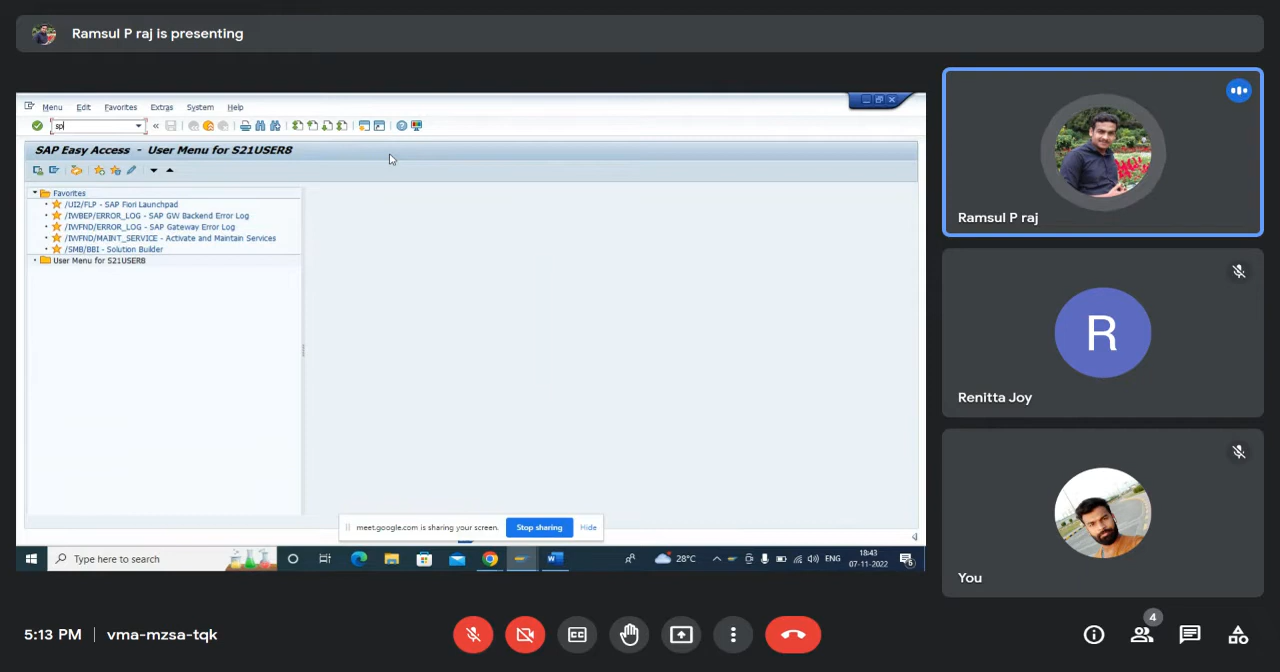 Ramsul P raj is presenting
Menu Edit Favorites Extras System Help
sp
SAP Easy Access - User Menu for S21USER8
Favorites
/UI2/FLP - SAP Fiori Launchpad
/IWBEP/ERROR_LOG - SAP GW Backend Error Log
/IWFND/ERROR_LOG - SAP Gateway Error Log
/IWFND/MAINT_SERVICE - Activate and Maintain Services
/SMB/BBI - Solution Builder
User Menu for S21USER8
meet.google.com is sharing your screen. Stop sharing Hide
Type here to search
28°C
ENG
18:43
07-11-2022
Ramsul P raj
R
Renitta Joy
You
5:13 PM | vma-mzsa-tqk
CC
4